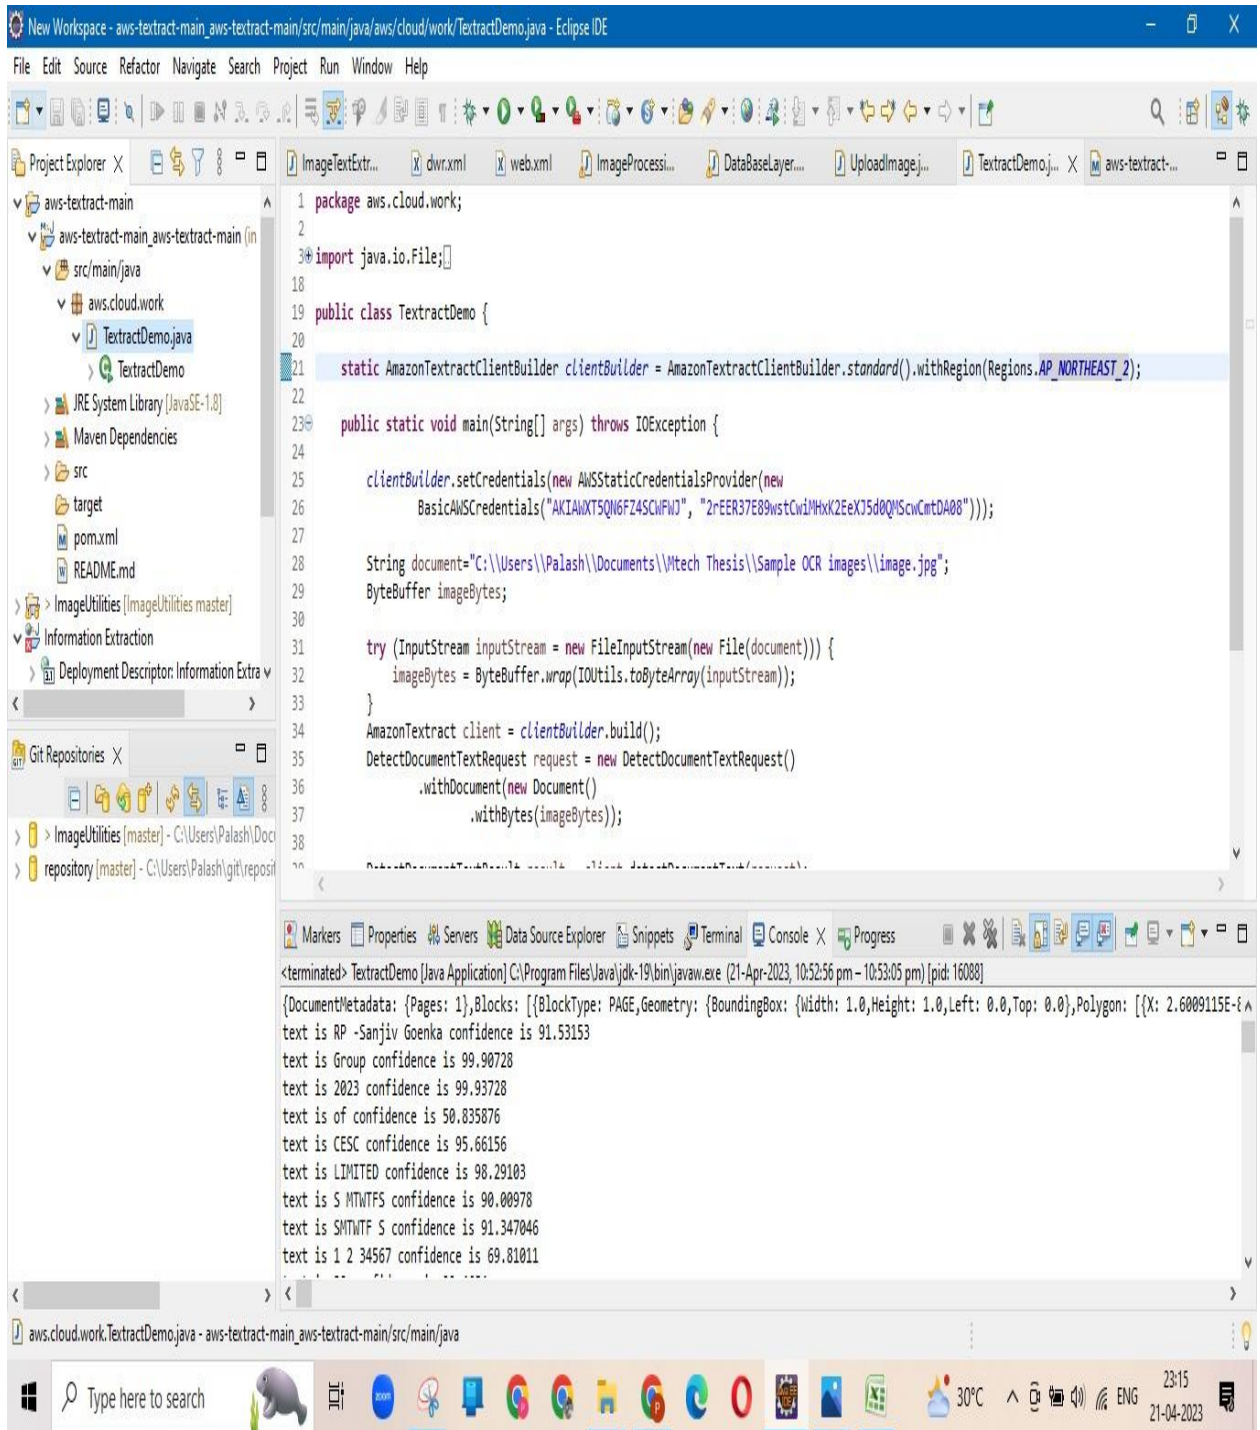 New Workspace - aws-textract-main_aws-textract-main/src/main/java/aws/cloud/work/TextractDemo.java - Eclipse IDE
File Edit Source Refactor Navigate Search Project Run Window Help
Project Explorer
ImageTextExtr... dwr.xml web.xml ImageProcessi... DataBaseLayer.... UploadImage.j... TextractDemo.j... aws-textract-...
aws-textract-main
aws-textract-main_aws-textract-main (in
src/main/java
aws.cloud.work
TextractDemo.java
TextractDemo
JRE System Library [JavaSE-1.8]
Maven Dependencies
src
target
pom.xml
README.md
> ImageUtilities [ImageUtilities master]
Information Extraction
Deployment Descriptor: Information Extra
1 package aws.cloud.work;
2
3 import java.io.File;
18
19 public class TextractDemo {
20
21 static AmazonTextractClientBuilder clientBuilder = AmazonTextractClientBuilder.standard().withRegion(Regions.AP_NORTHEAST_2);
22
23 public static void main(String[] args) throws IOException {
24
25 clientBuilder.setCredentials(new AWSStaticCredentialsProvider(new
26 BasicAWSCredentials("", "")));
27
28 String document="C:\\Users\\Palash\\Documents\\Mtech Thesis\\Sample OCR images\\image.jpg";
29 ByteBuffer imageBytes;
30
31 try (InputStream inputStream = new FileInputStream(new File(document))) {
32 imageBytes = ByteBuffer.wrap(IOUtils.toByteArray(inputStream));
33 }
34 AmazonTextract client = clientBuilder.build();
35 DetectDocumentTextRequest request = new DetectDocumentTextRequest()
36 .withDocument(new Document()
37 .withBytes(imageBytes));
38
Git Repositories
> ImageUtilities [master] - C:\Users\Palash\Docu
repository [master] - C:\Users\Palash\git\reposit
Markers Properties Servers Data Source Explorer Snippets Terminal Console Progress
<terminated> TextractDemo [Java Application] C:\Program Files\Java\jdk-19\bin\javaw.exe (21-Apr-2023, 10:52:56 pm – 10:53:05 pm) [pid: 16088]
{DocumentMetadata: {Pages: 1},Blocks: [{BlockType: PAGE,Geometry: {BoundingBox: {Width: 1.0,Height: 1.0,Left: 0.0,Top: 0.0},Polygon: [{X: 2.6009115E-8
text is RP -Sanjiv Goenka confidence is 91.53153
text is Group confidence is 99.90728
text is 2023 confidence is 99.93728
text is of confidence is 50.835876
text is CESC confidence is 95.66156
text is LIMITED confidence is 98.29103
text is S MTWTFS confidence is 90.00978
text is SMTWTF S confidence is 91.347046
text is 1 2 34567 confidence is 69.81011
aws.cloud.work.TextractDemo.java - aws-textract-main_aws-textract-main/src/main/java
Type here to search
30°C
ENG
23:15
21-04-2023